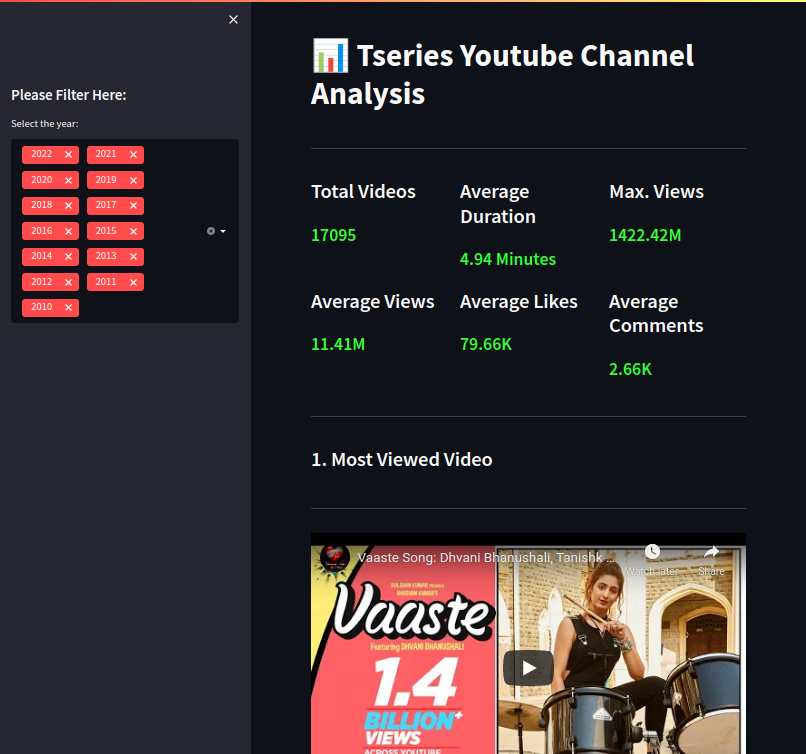 Please Filter Here:
Select the year:
2022 2021
2020 2019
2018 2017
2016 2015
2014 2013
2012 2011
2010
Tseries Youtube Channel
Analysis
Total Videos
17095
Average
Duration
4.94 Minutes
Max. Views
1422.42M
Average Views
11.41M
Average Likes
79.66K
Average
Comments
2.66K
1. Most Viewed Video
Vaaste Song: Dhvani Bhanushali, Tanishk ...
Watch later
Share
GULSHAN KUMAR PRESENTS
BHUSHAN KUMAR'S
Vaaste
Featuring DHVANI BHANUSHALI
1.4
BILLION+
VIEWS
ACROSS YOUTUBE